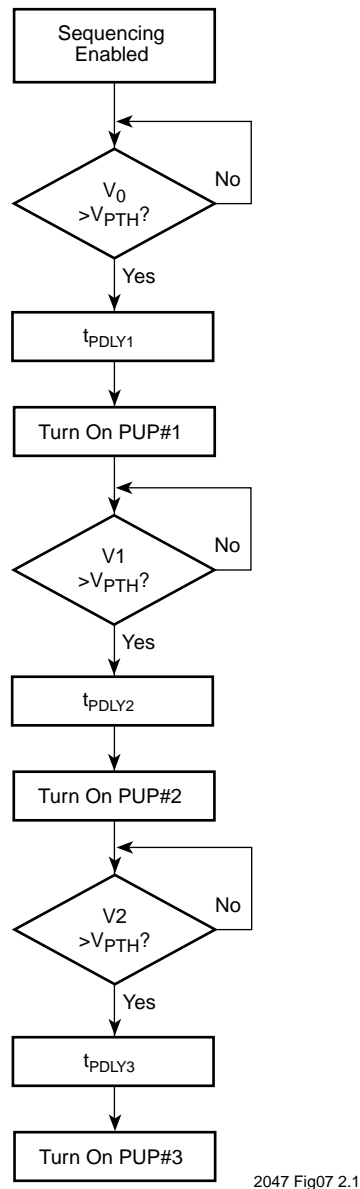 Sequencing
Enabled
V0
>VPTH?
No
Yes
tPDLY1
Turn On PUP#1
V1
>VPTH?
No
Yes
tPDLY2
Turn On PUP#2
V2
>VPTH?
No
Yes
tPDLY3
Turn On PUP#3
2047 Fig07 2.1